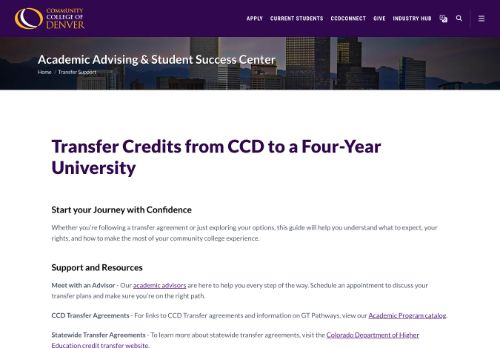 COMMUNITY
COLLEGE OF
DENVER
APPLY CURRENT STUDENTS CCDCONNECT GIVE INDUSTRY HUB
Academic Advising & Student Success Center
Home / Transfer Support
Transfer Credits from CCD to a Four-Year
University
Start your Journey with Confidence
Whether you're following a transfer agreement or just exploring your options, this guide will help you understand what to expect, your
rights, and how to make the most of your community college experience.
Support and Resources
Meet with an Advisor - Our academic advisors are here to help you every step of the way. Schedule an appointment to discuss your
transfer plans and make sure you're on the right path.
CCD Transfer Agreements - For links to CCD Transfer agreements and information on GT Pathways, view our Academic Program catalog.
Statewide Transfer Agreements - To learn more about statewide transfer agreements, visit the Colorado Department of Higher
Education credit transfer website.